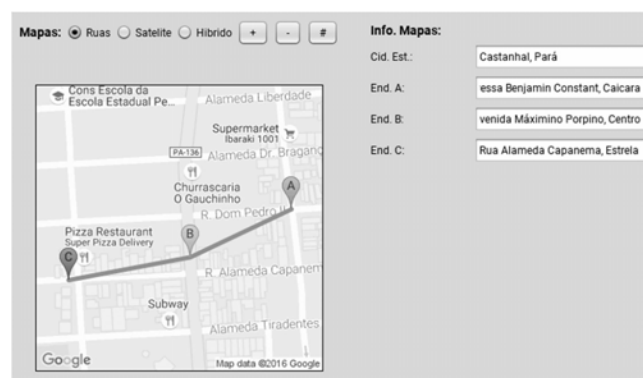 Mapas: Ruas Satelite Hibrido + - #
Info. Mapas:
Cid. Est.: Castanhal, Pará
End. A: essa Benjamin Constant, Caicara
End. B: venida Máximino Porpino, Centro
End. C: Rua Alameda Capanema, Estrela
Cons Escola da
Escola Estadual Pe...
Alameda Liberdade
Supermarket
Ibaraki 1001
PA-136
Alameda Dr. Braganç
Churrascaria
O Gauchinho
A
R. Dom Pedro II
Pizza Restaurant
Super Pizza Delivery
B
C
R. Alameda Capanem
Subway
Alameda Tiradentes
Google
Map data ©2016 Google